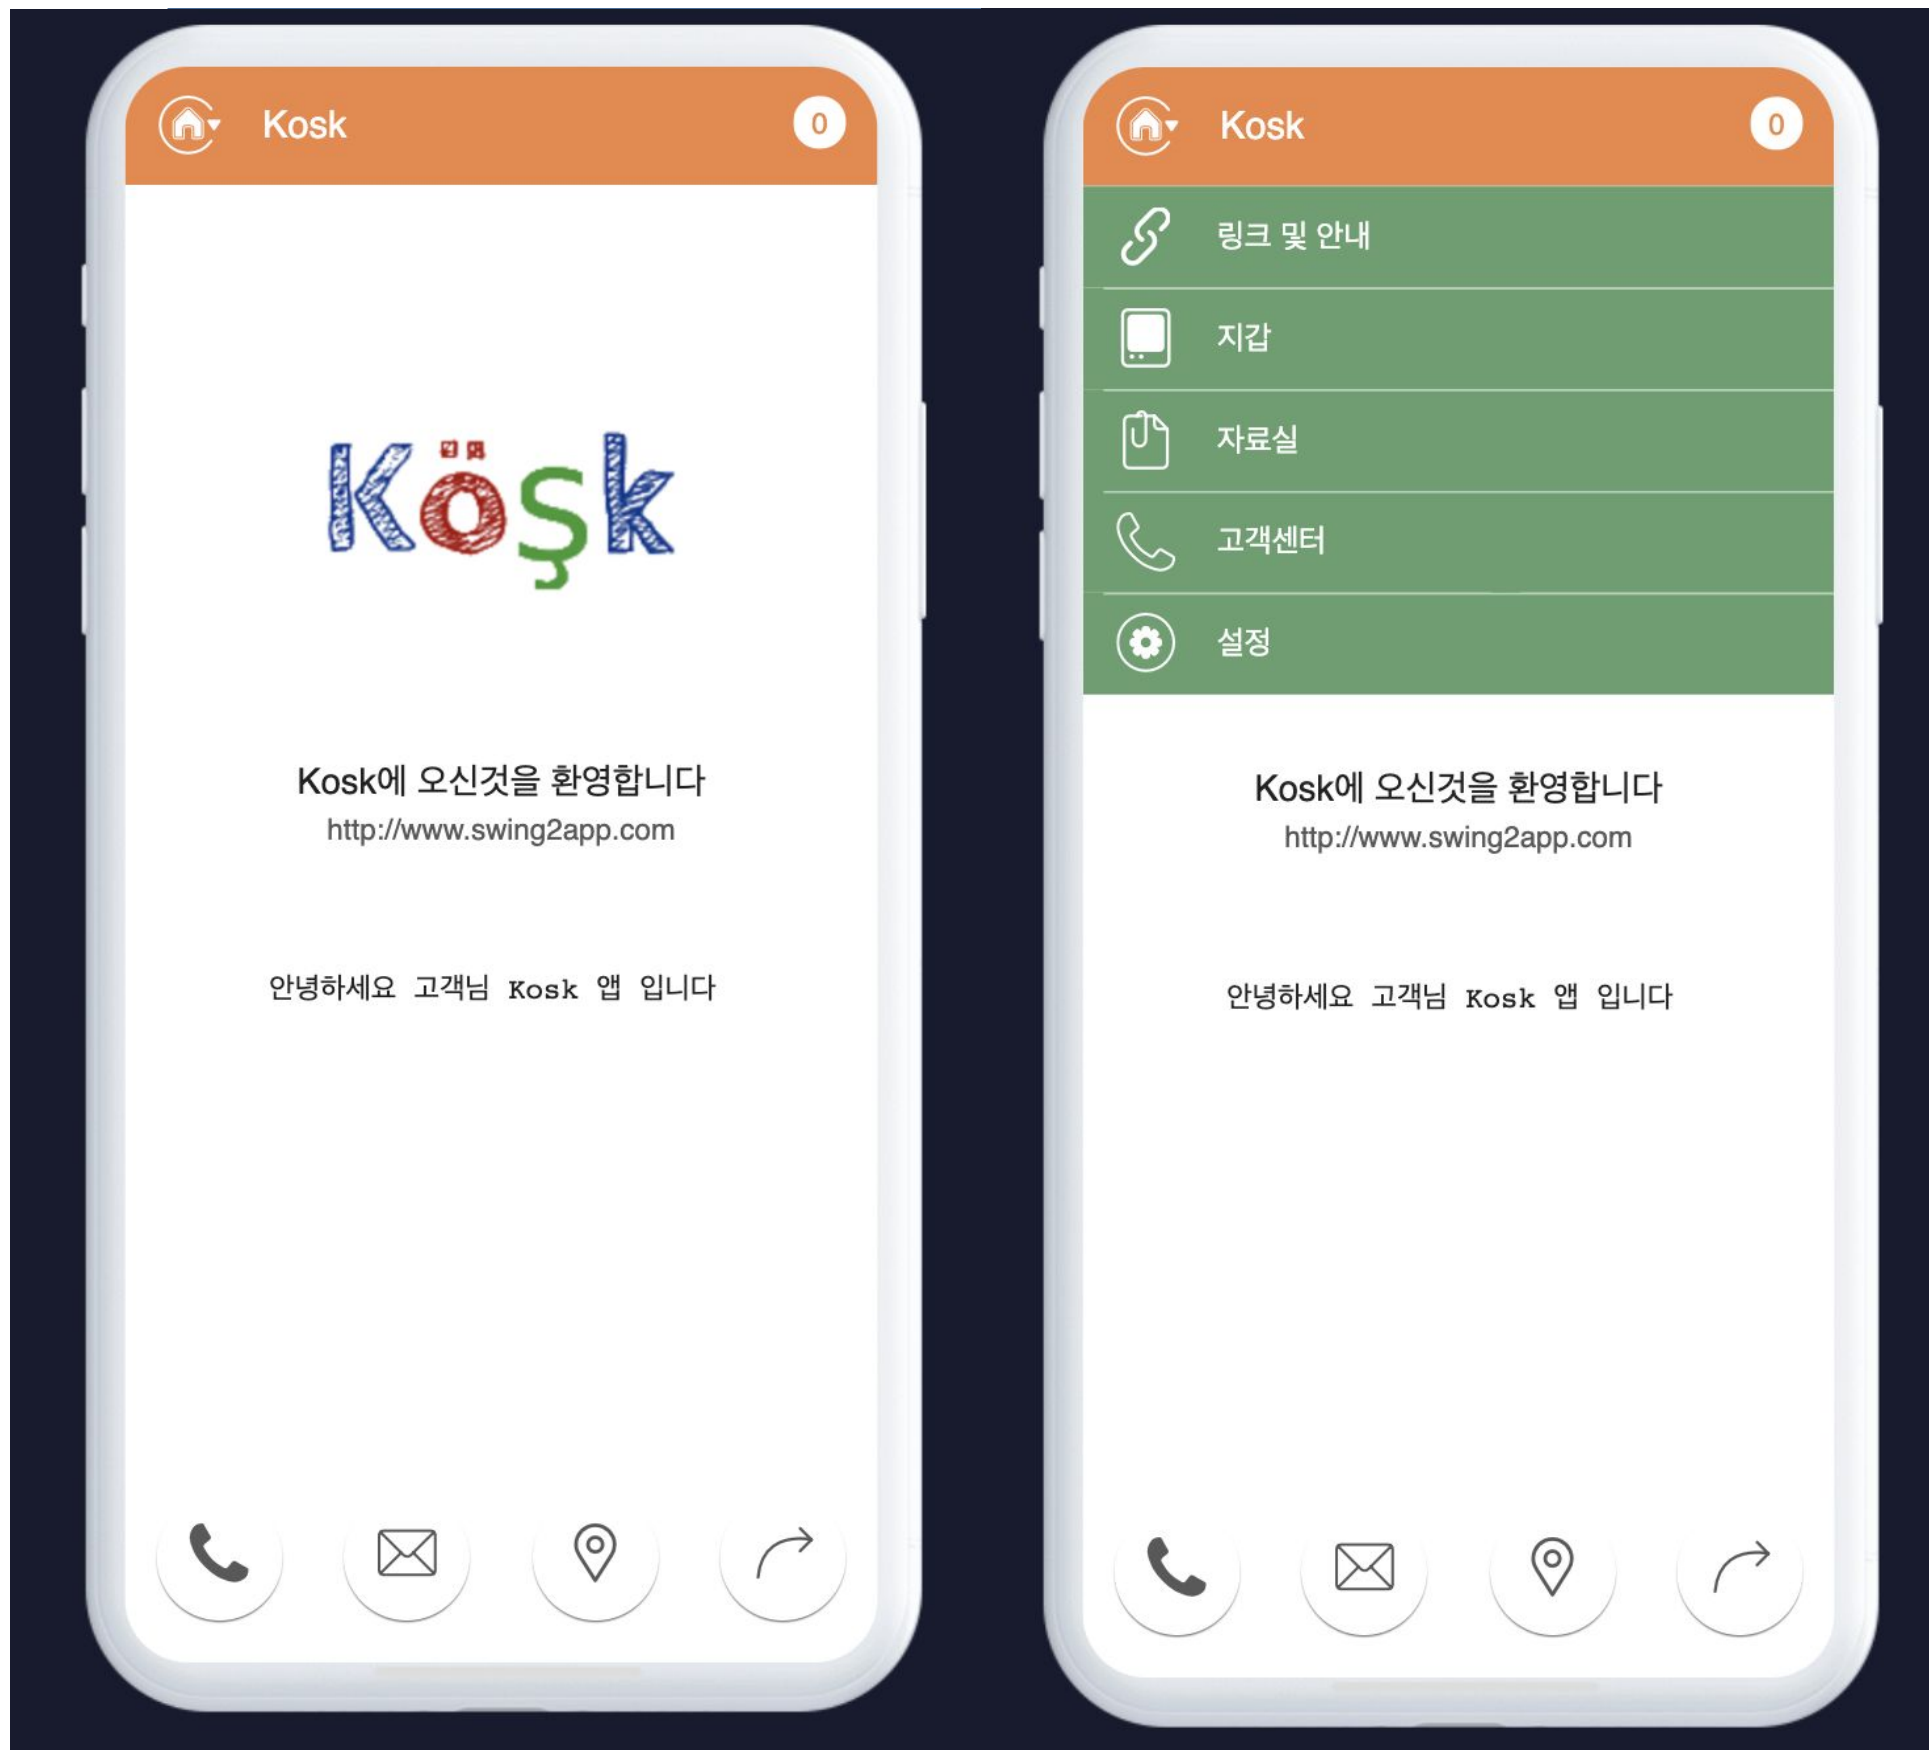 Kosk
0
Köşk
Kosk에 오신것을 환영합니다
http://www.swing2app.com
안녕하세요 고객님 Kosk 앱 입니다
Kosk
0
링크 및 안내
지갑
자료실
고객센터
설정
Kosk에 오신것을 환영합니다
http://www.swing2app.com
안녕하세요 고객님 Kosk 앱 입니다